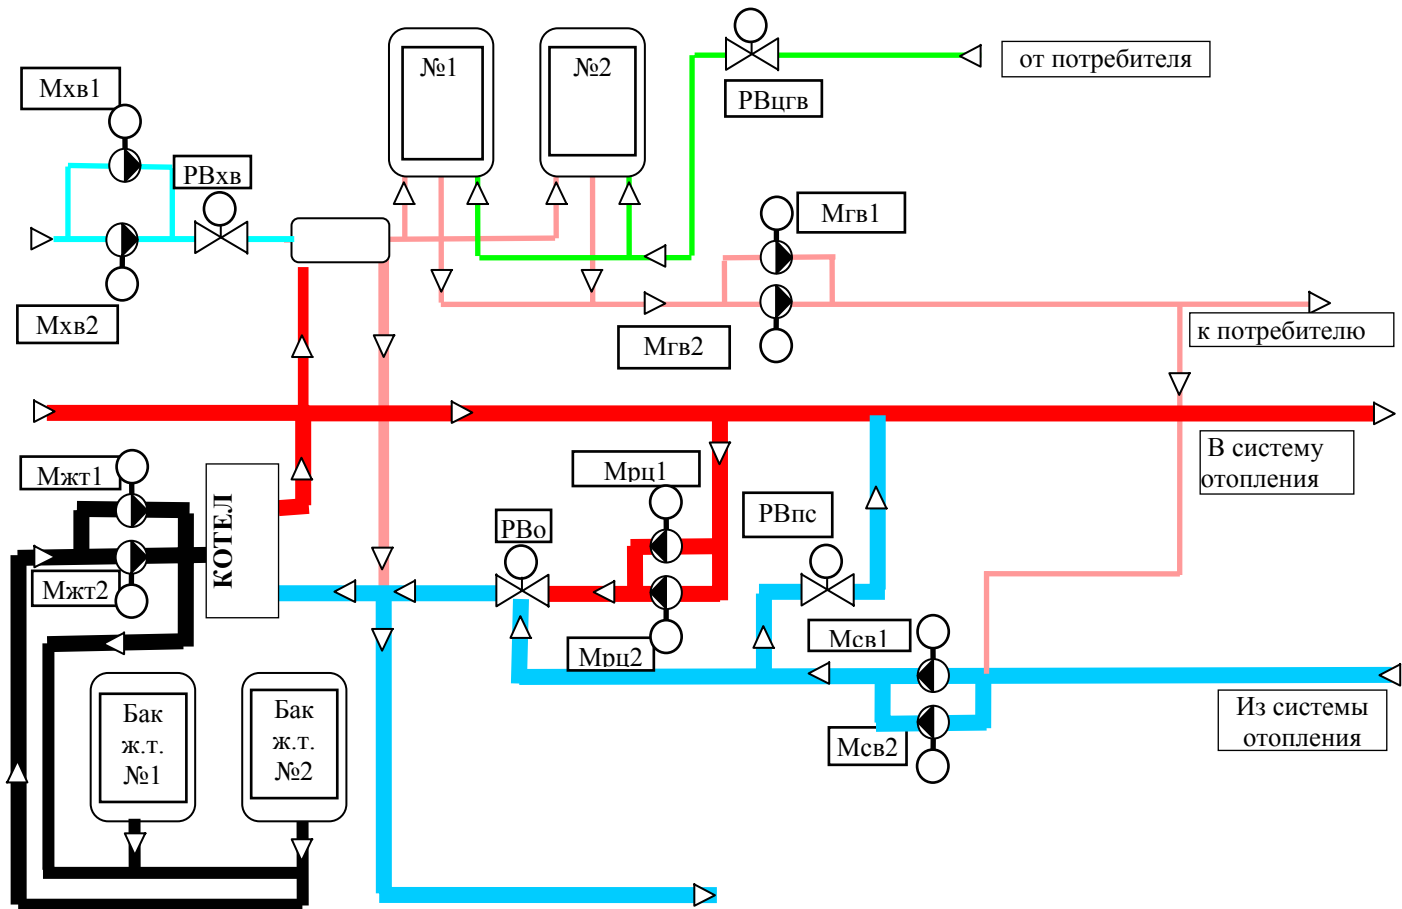 №1
№2
от потребителя
Мхв1
РВцгв
РВхв
Мгв1
Мхв2
Мгв2
к потребителю
В систему
отопления
Мжт1
Мрц1
РВпс
РВо
КОТЕЛ
Мжт2
Мсв1
Мрц2
Из системы
отопления
Мсв2
Бак
ж.т.
№1
Бак
ж.т.
№2